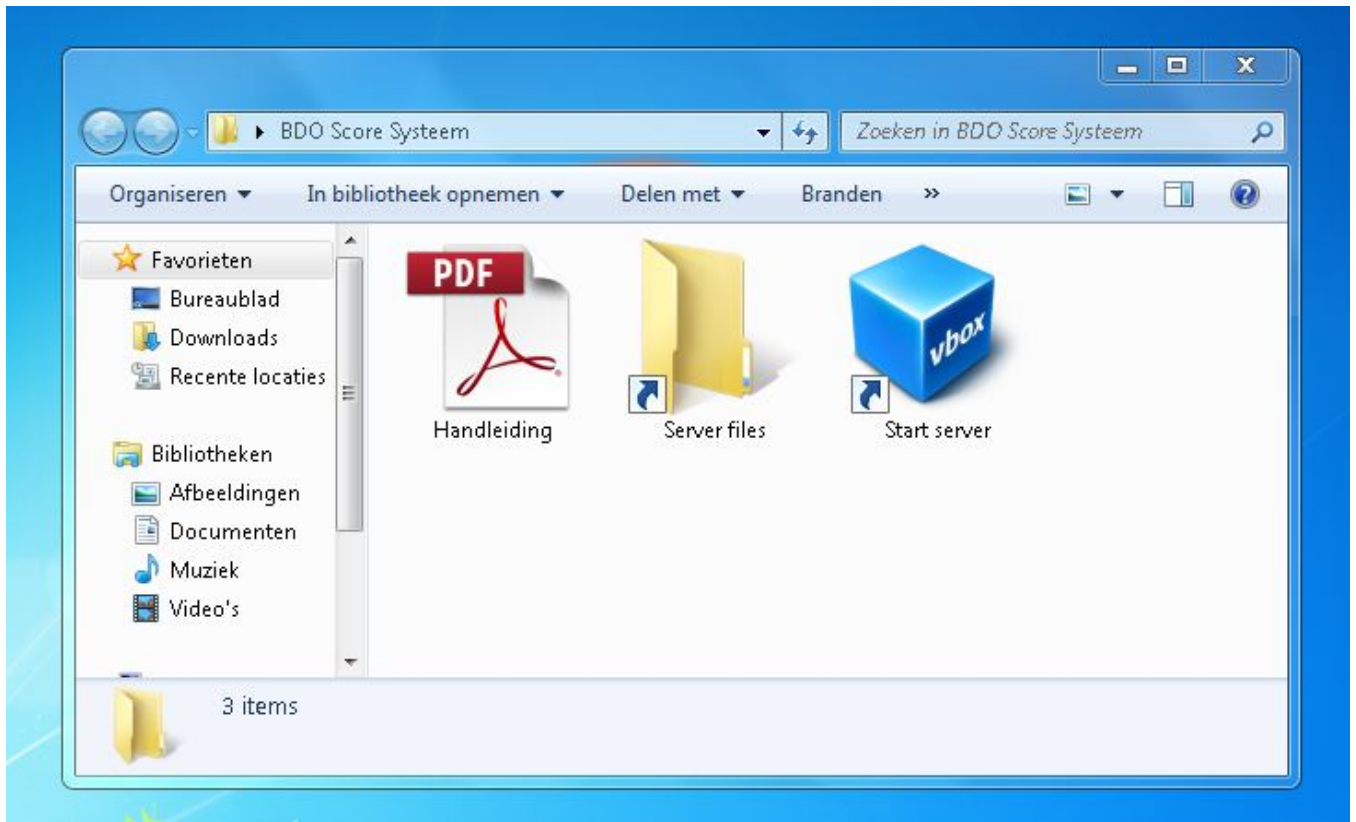 BDO Score Systeem
Zoeken in BDO Score Systeem
Organiseren In bibliotheek opnemen Delen met Branden »
Favorieten
Bureaublad
Downloads
Recente locaties
Bibliotheken
Afbeeldingen
Documenten
Muziek
Video's
PDF
vbox
Handleiding Server files Start server
3 items